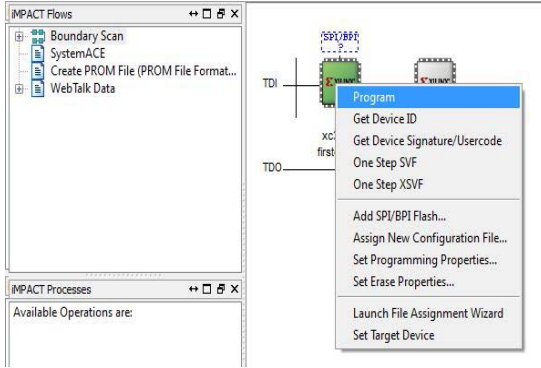 iMPACT Flows
Boundary Scan
SystemACE
Create PROM File (PROM File Format...
WebTalk Data
iMPACT Processes
Available Operations are:
SPI/BPI
?
TDI
TDO
Program
Get Device ID
Get Device Signature/Usercode
One Step SVF
One Step XSVF
Add SPI/BPI Flash...
Assign New Configuration File...
Set Programming Properties...
Set Erase Properties...
Launch File Assignment Wizard
Set Target Device